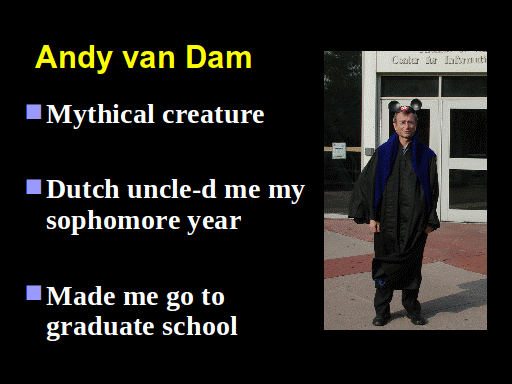 Andy van Dam
Center for Informati
Mythical creature
Dutch uncle-d me my
sophomore year
Made me go to
graduate school